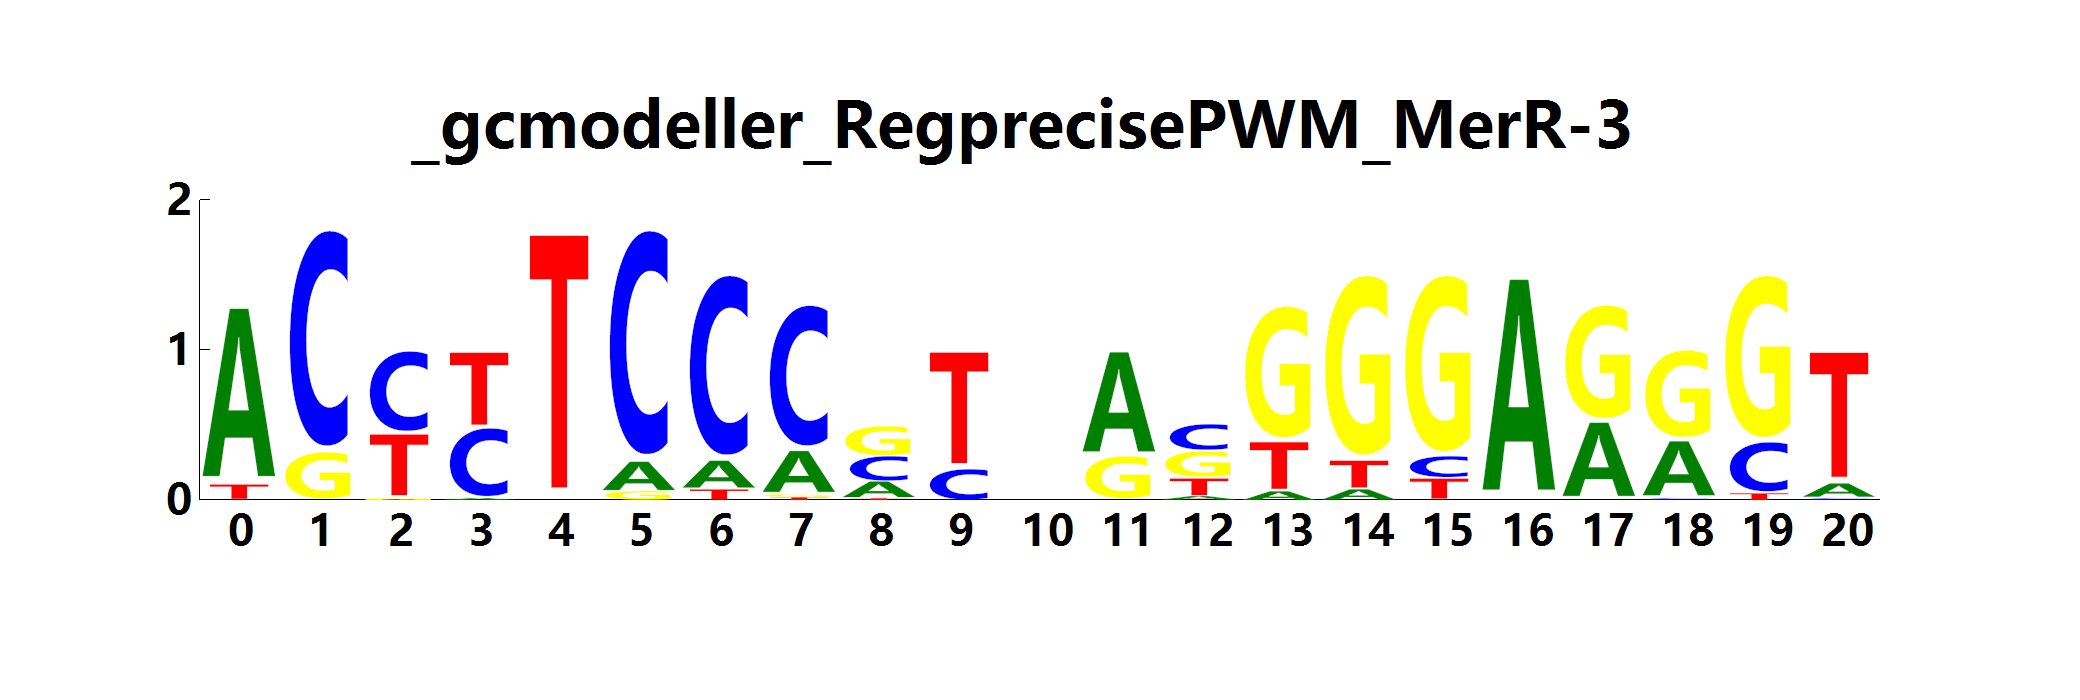 _gcmodeller_RegprecisePWM_MerR-3
2
1
0
A C C T T C C C G T A C G G G A G G G T
T G T C A A A C C G G T T C A A C A
G A T A T A A T
0 1 2 3 4 5 6 7 8 9 10 11 12 13 14 15 16 17 18 19 20